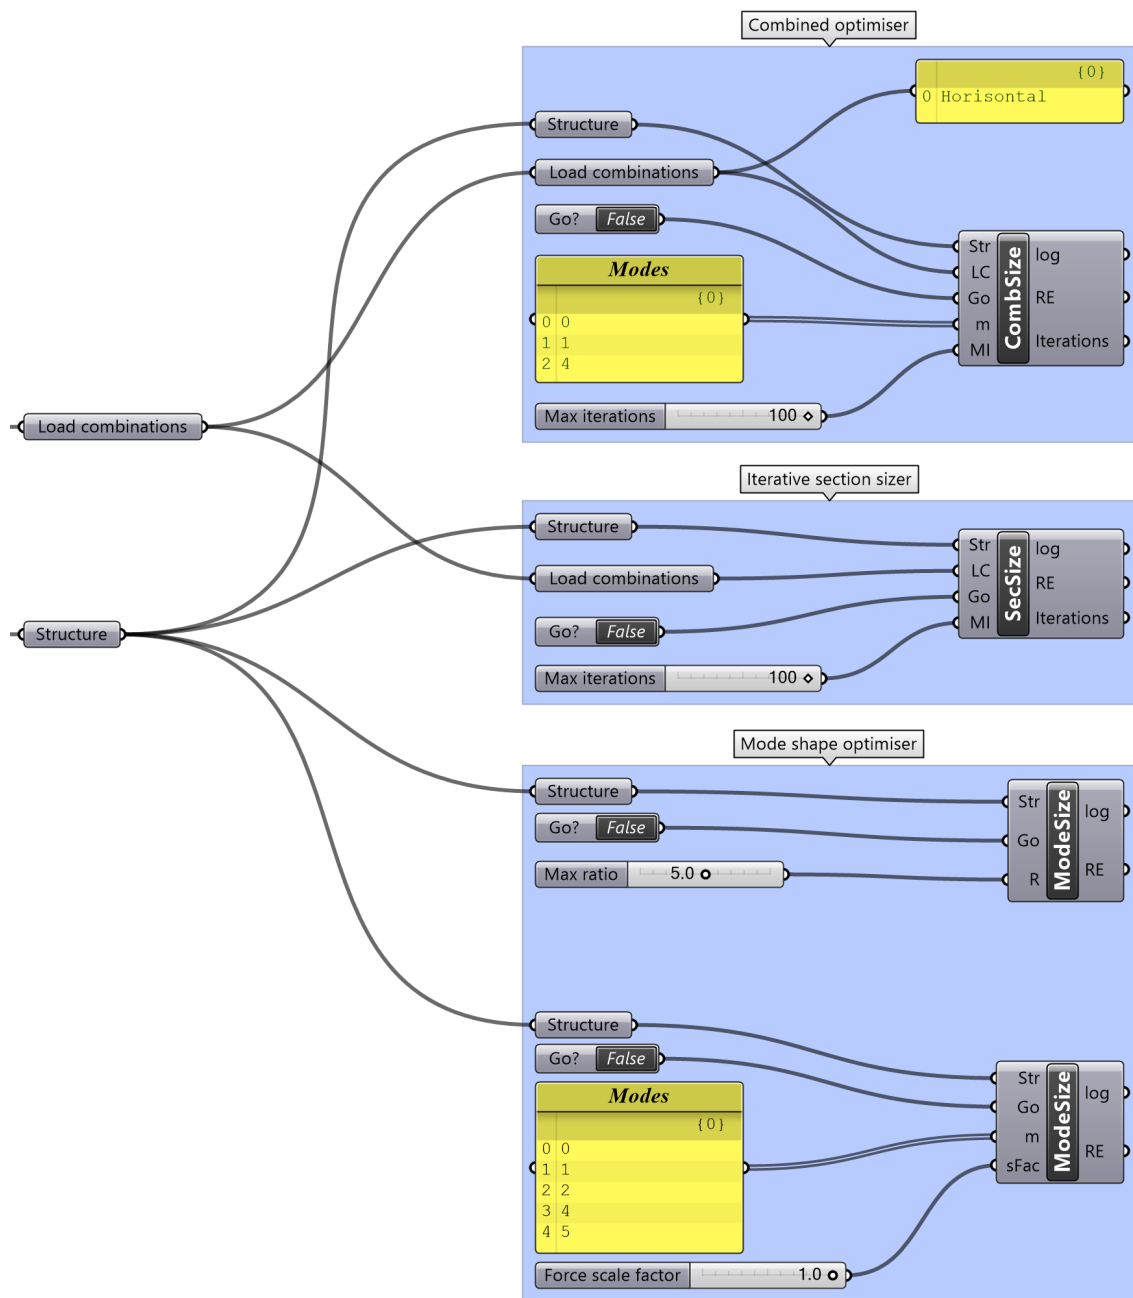 Combined optimiser
{0}
0 Horisontal
Structure
Load combinations
Go? False
Modes
{0}
0 0
1 1
2 4
Max iterations 100
Str
LC
Go
m
MI
CombSize
log
RE
Iterations
Load combinations
Structure
Iterative section sizer
Structure
Load combinations
Go? False
Max iterations 100
Str
LC
Go
MI
SecSize
log
RE
Iterations
Mode shape optimiser
Structure
Go? False
Max ratio 5.0
Str
Go
R
ModeSize
log
RE
Structure
Go? False
Modes
{0}
0 0
1 1
2 2
3 4
4 5
Force scale factor 1.0
Str
Go
m
sFac
ModeSize
log
RE